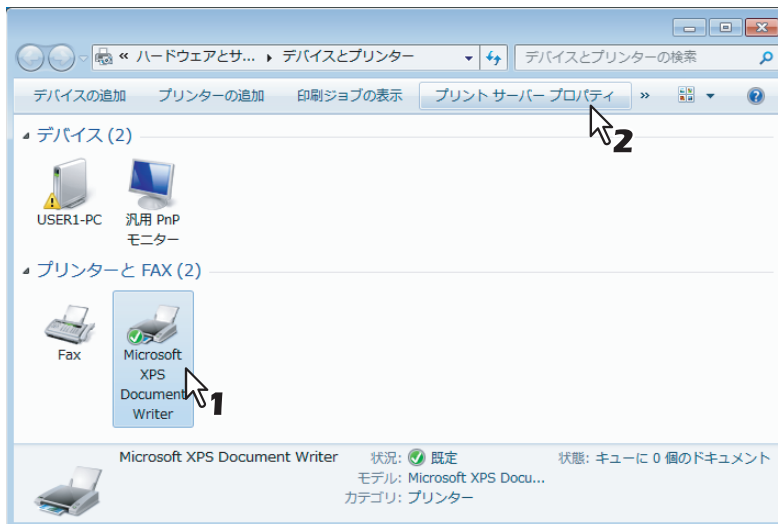 « ハードウェアとサ... ▸ デバイスとプリンター
デバイスとプリンターの検索
デバイスの追加 プリンターの追加 印刷ジョブの表示 プリント サーバー プロパティ »
2
デバイス (2)
USER1-PC
汎用 PnP
モニター
プリンターと FAX (2)
Fax
Microsoft
XPS
Document
Writer
1
Microsoft XPS Document Writer 状況: 既定 状態: キューに 0 個のドキュメント
モデル: Microsoft XPS Docu...
カテゴリ: プリンター